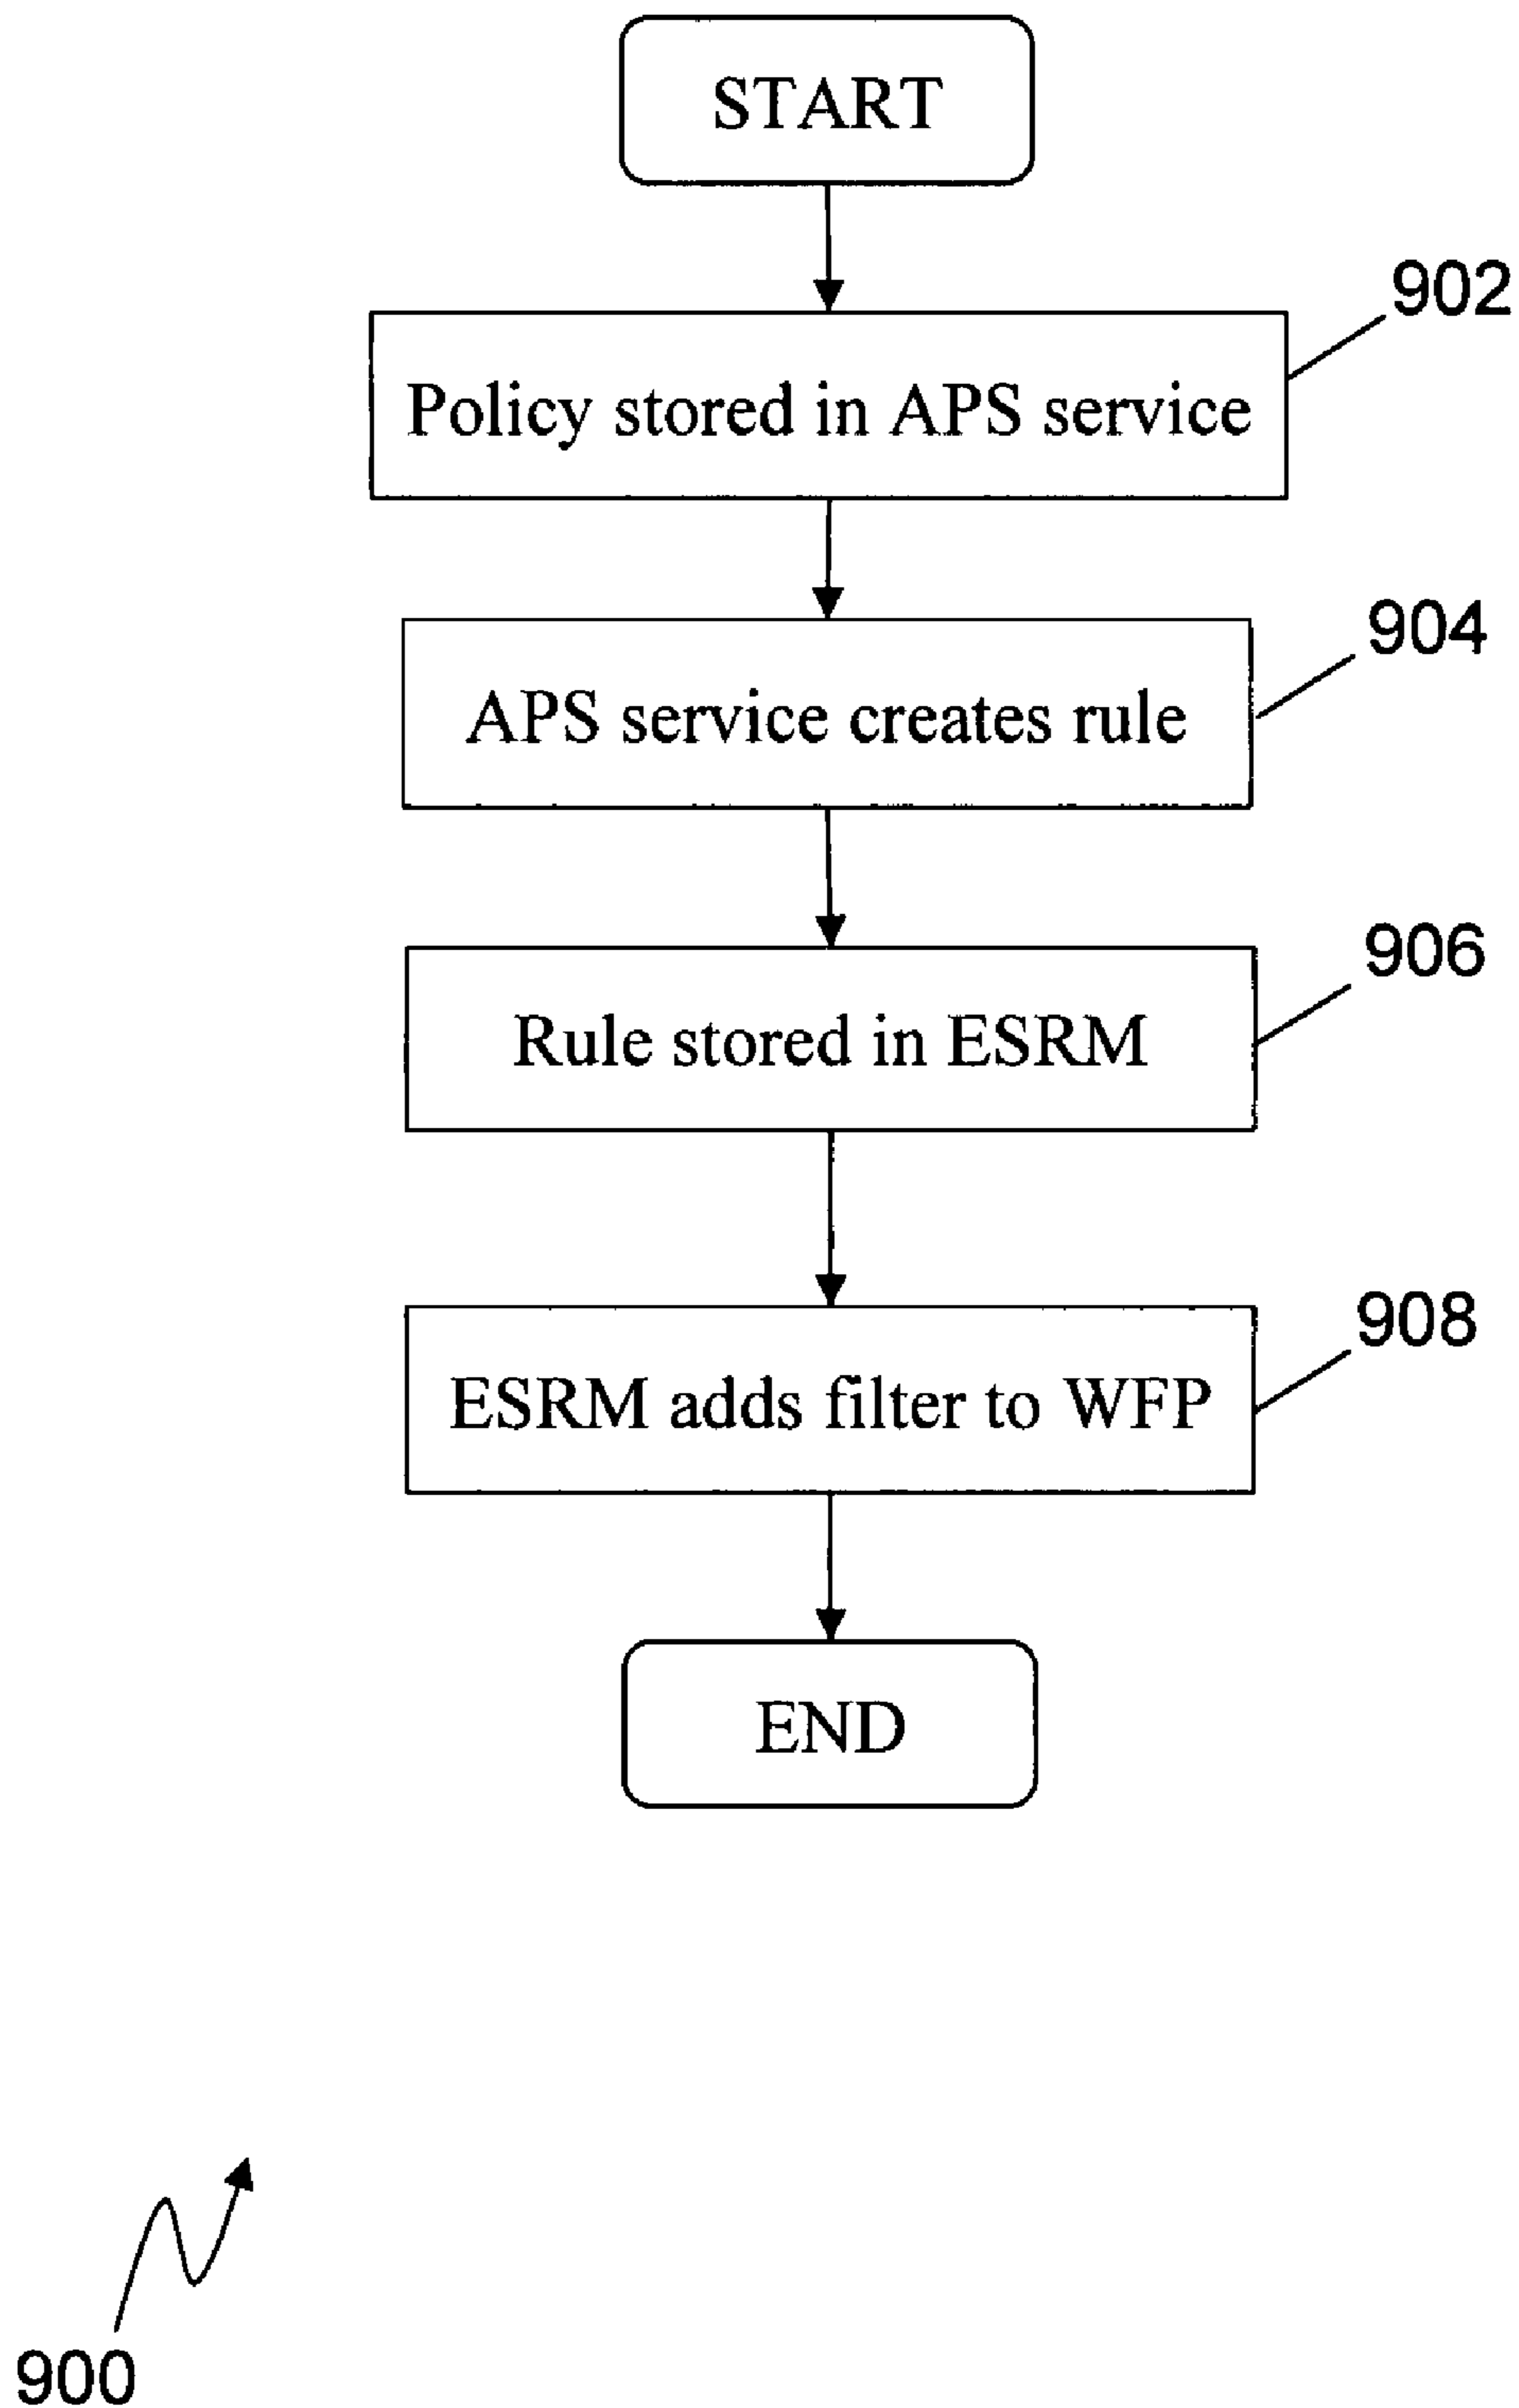 START
902
Policy stored in APS service
904
APS service creates rule
906
Rule stored in ESRM
908
ESRM adds filter to WFP
END
900